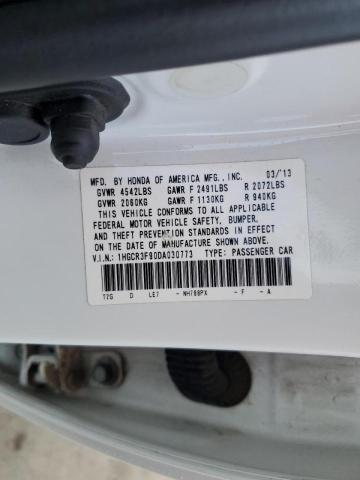 MFD. BY HONDA OF AMERICA MFG.,INC. 03/'13
GVWR 4542LBS GAWR F 2491LBS R 2072LBS
GVWR 2060KG GAWR F 1130KG R 940KG
THIS VEHICLE CONFORMS TO ALL APPLICABLE
FEDERAL MOTOR VEHICLE SAFETY, BUMPER,
AND THEFT PREVENTION STANDARDS IN EFFECT
ON THE DATE OF MANUFACTURE SHOWN ABOVE.
V.I.N.: 1HGCR3F90DA030773 TYPE: PASSENGER CAR
T2G D LE7 - NH788PX - F - A